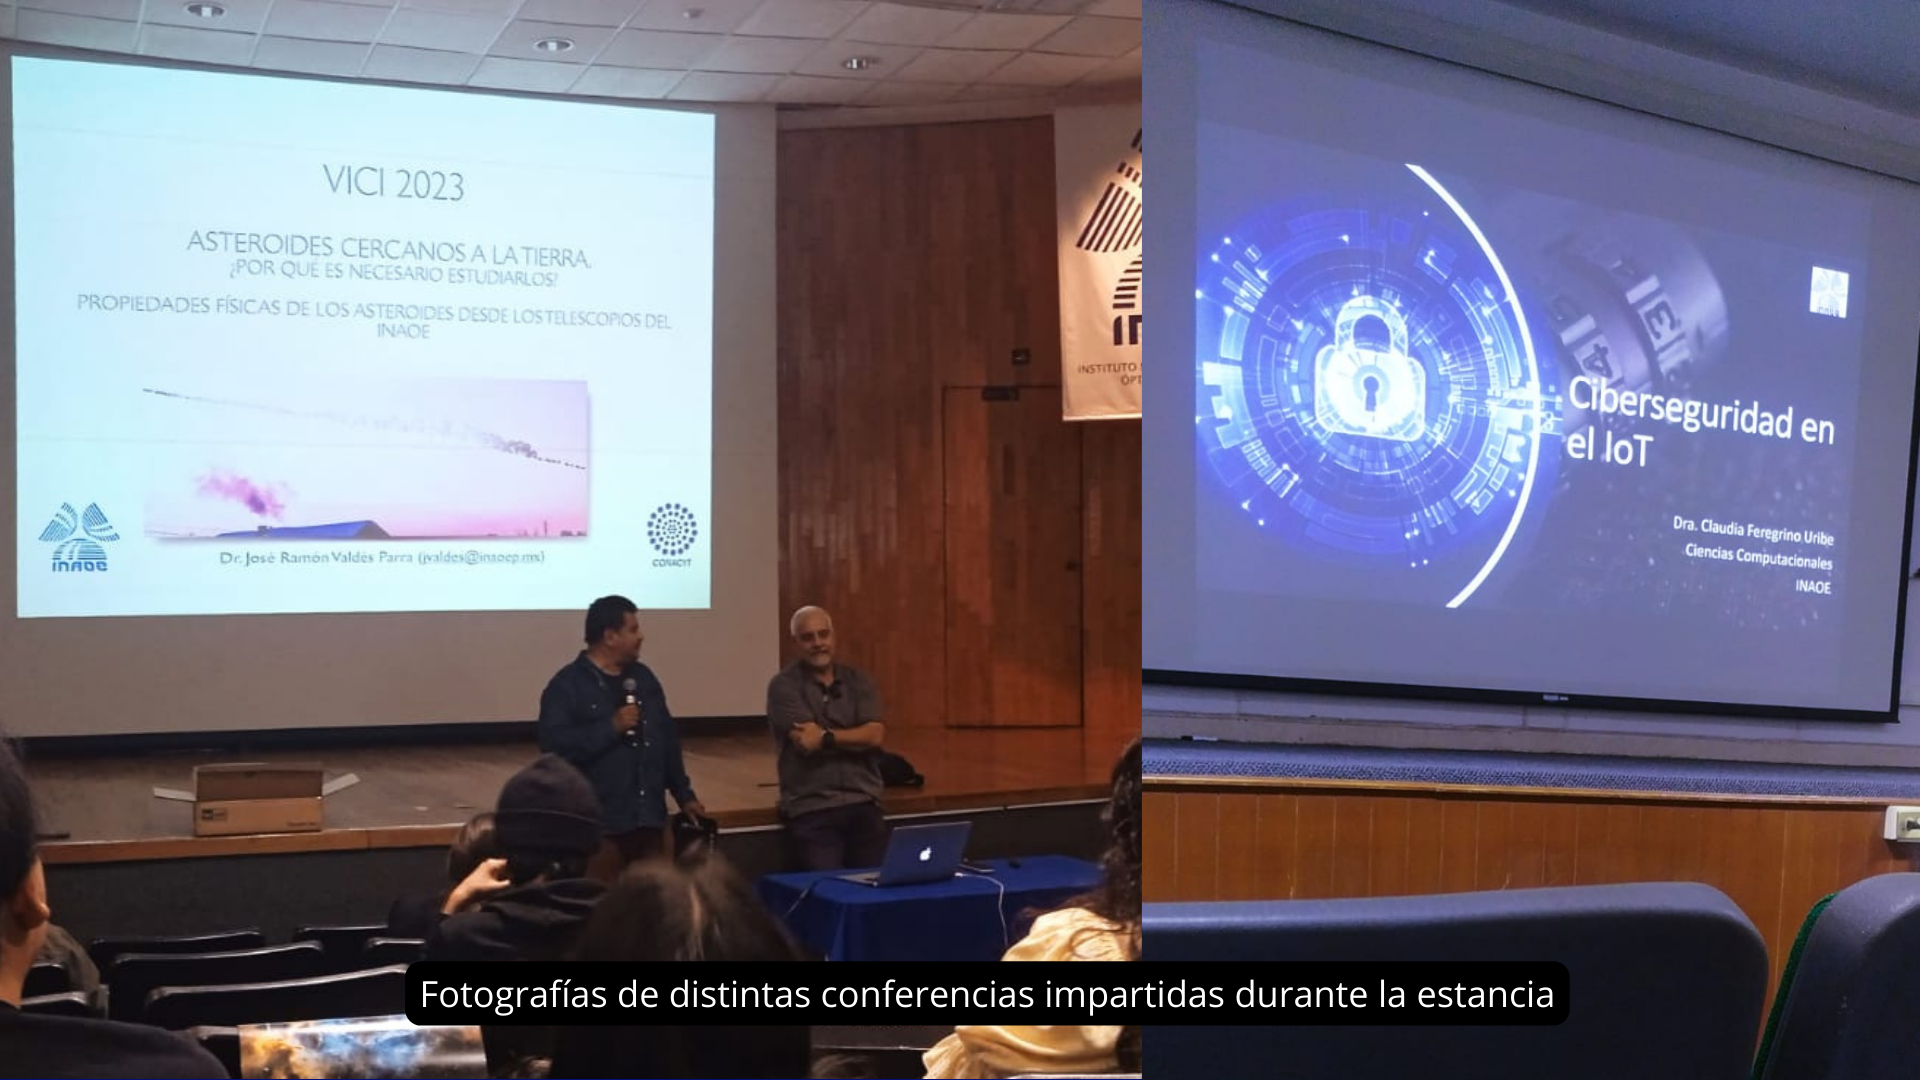 VICI 2023
ASTEROIDES CERCANOS A LA TIERRA.
¿POR QUÉ ES NECESARIO ESTUDIARLOS?
PROPIEDADES FÍSICAS DE LOS ASTEROIDES DESDE LOS TELESCOPIOS DEL
INAOE
INAOE
CONACYT
Dr. José Ramón Valdés Parra (jvaldes@inaoep.mx)
INSTITUTO
ÓPT
Ciberseguridad en
el IoT
Dra. Claudia Feregrino Uribe
Ciencias Computacionales
INAOE
Fotografías de distintas conferencias impartidas durante la estancia